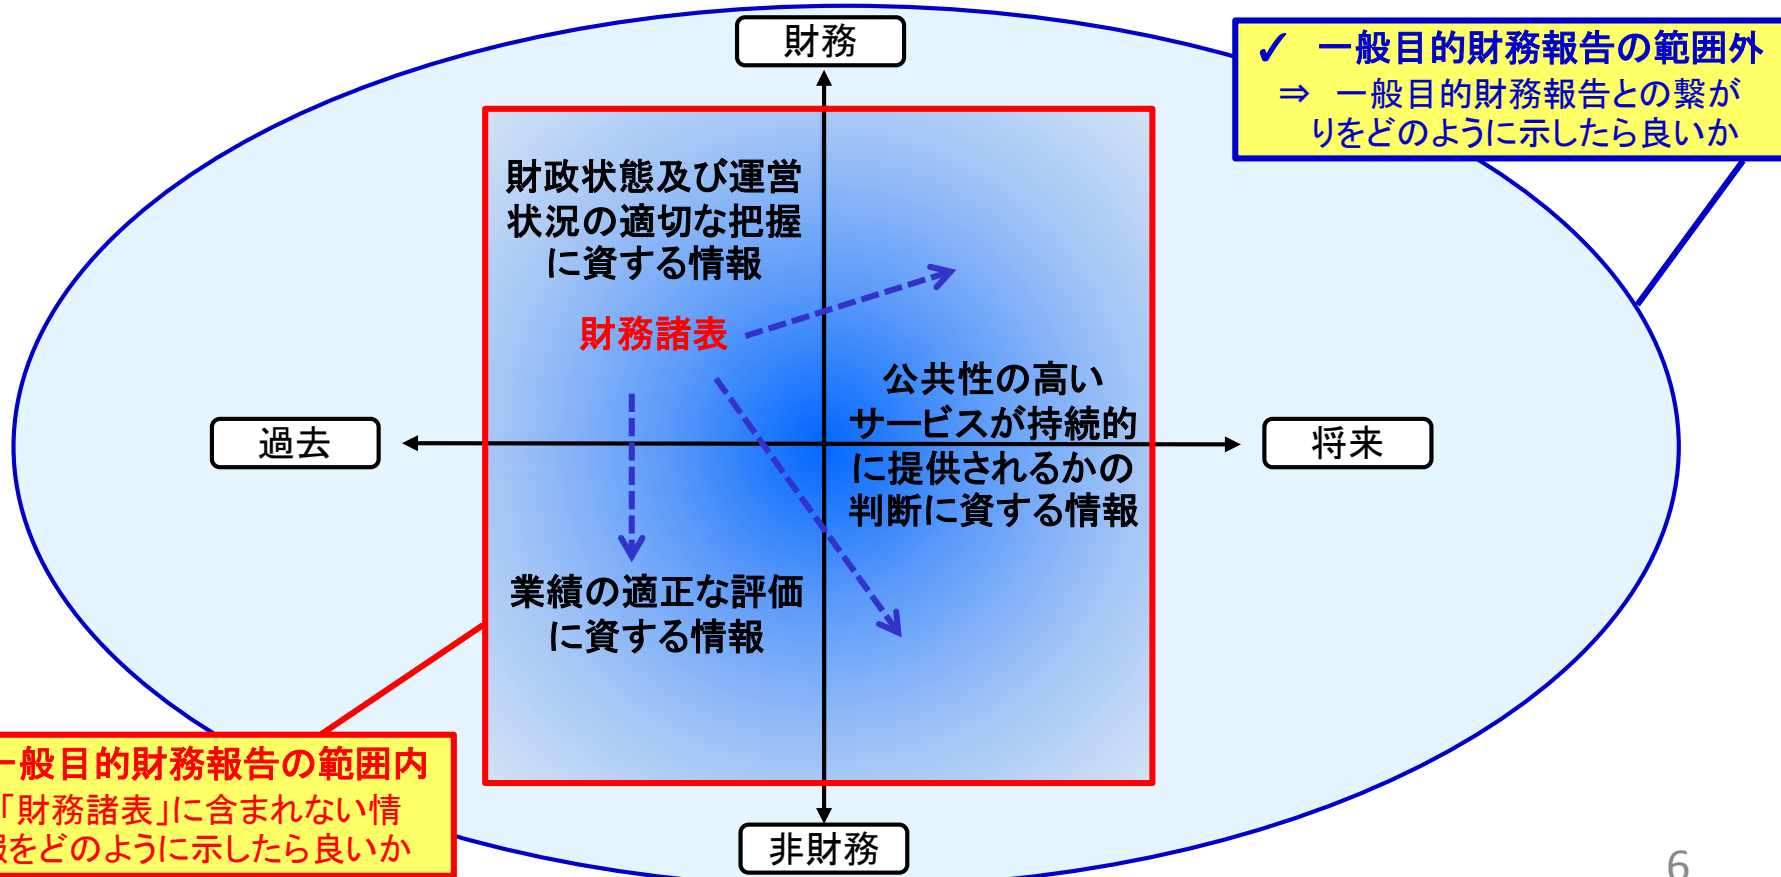 財務
✓ 一般目的財務報告の範囲外
⇒ 一般目的財務報告との繋が
りをどのように示したら良いか
財政状態及び運営
状況の適切な把握
に資する情報
財務諸表
公共性の高い
サービスが持続的
に提供されるかの
判断に資する情報
過去
将来
業績の適正な評価
に資する情報
一般目的財務報告の範囲内
「財務諸表」に含まれない情
報をどのように示したら良いか
非財務
6